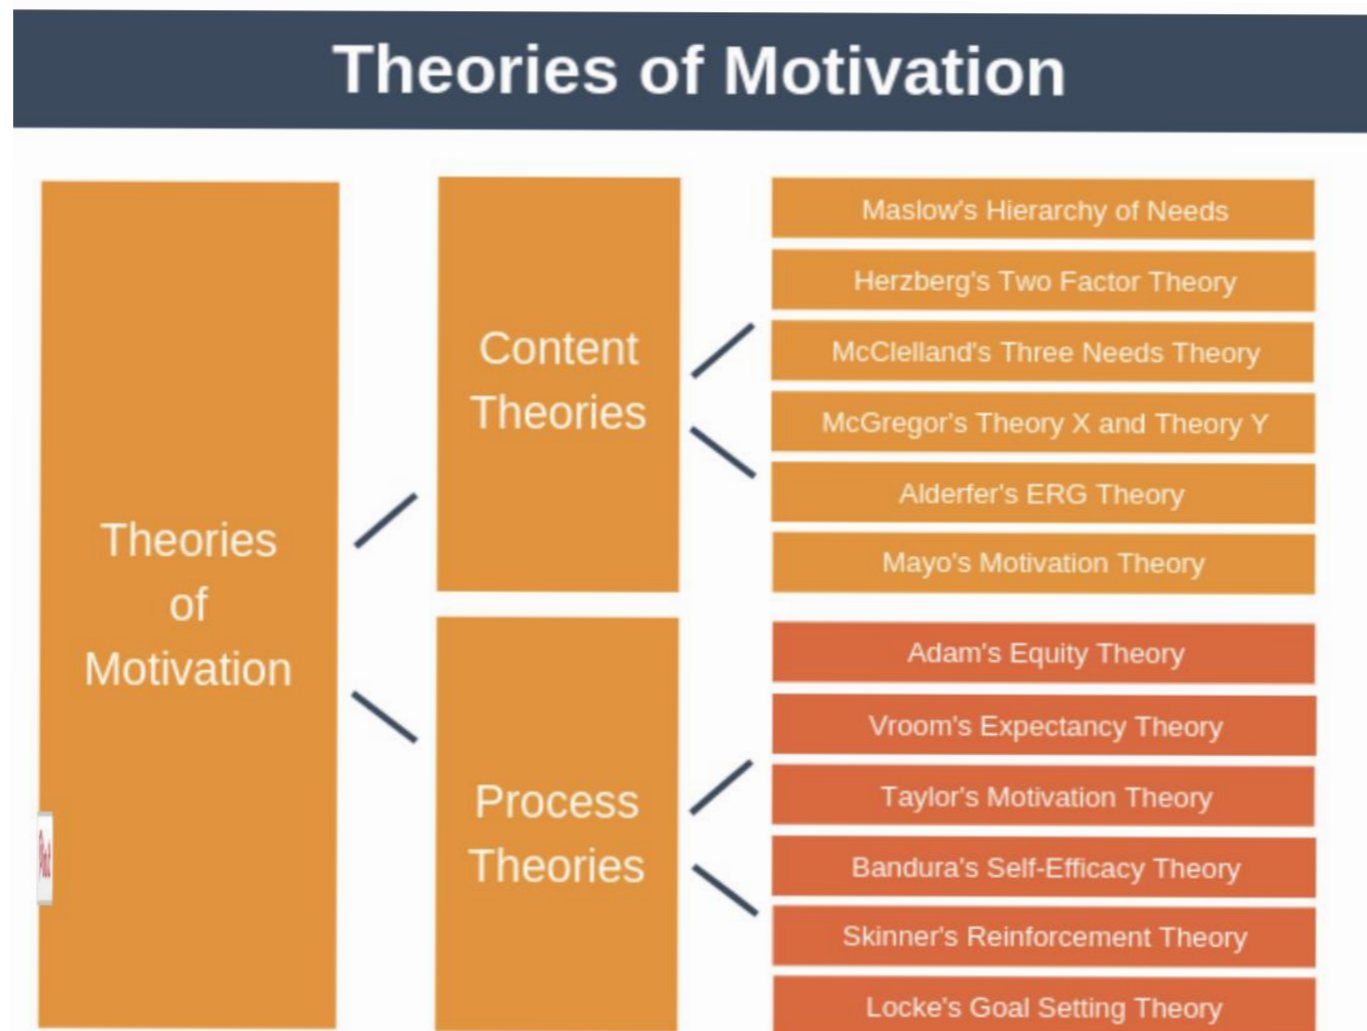 Theories of Motivation
Theories
of
Motivation
Content
Theories
Maslow's Hierarchy of Needs
Herzberg's Two Factor Theory
McClelland's Three Needs Theory
McGregor's Theory X and Theory Y
Alderfer's ERG Theory
Mayo's Motivation Theory
Process
Theories
Adam's Equity Theory
Vroom's Expectancy Theory
Taylor's Motivation Theory
Bandura's Self-Efficacy Theory
Skinner's Reinforcement Theory
Locke's Goal Setting Theory